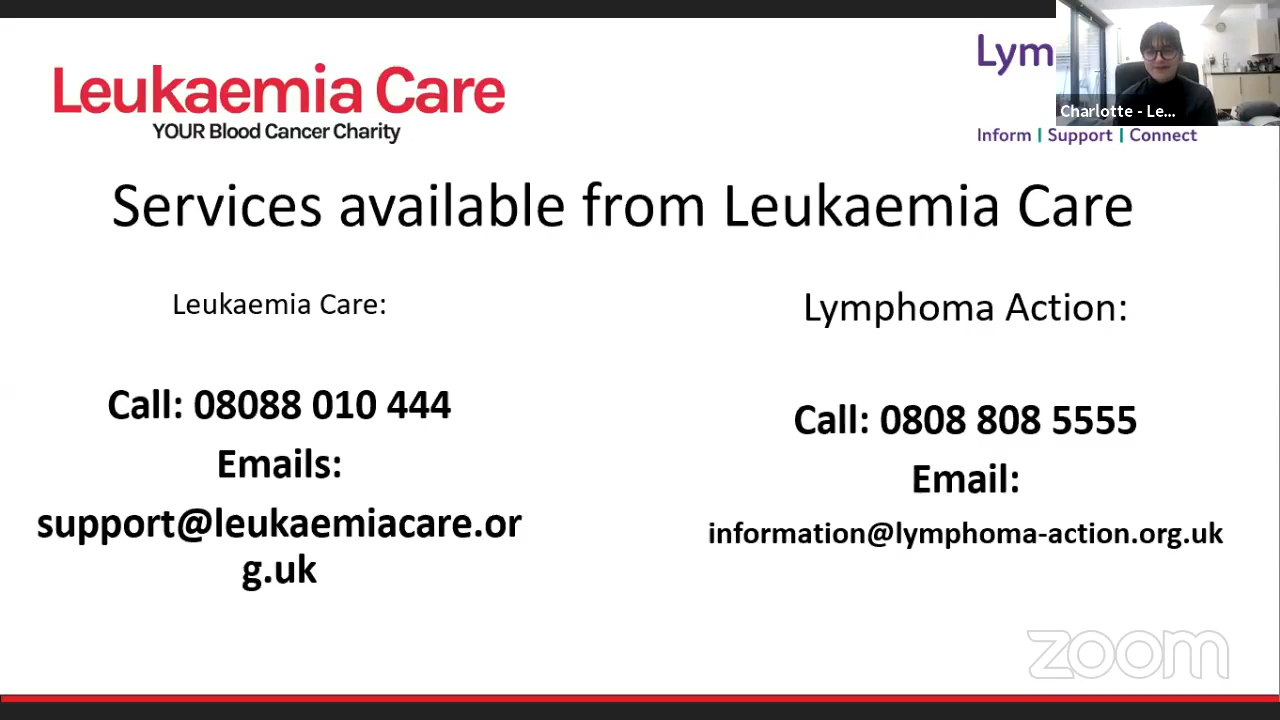 Leukaemia Care
YOUR Blood Cancer Charity
Lym
Charlotte - Le...
Inform | Support | Connect
Services available from Leukaemia Care
Leukaemia Care:
Call: 08088 010 444
Emails:
support@leukaemiacare.or
g.uk
Lymphoma Action:
Call: 0808 808 5555
Email:
information@lymphoma-action.org.uk
zoom